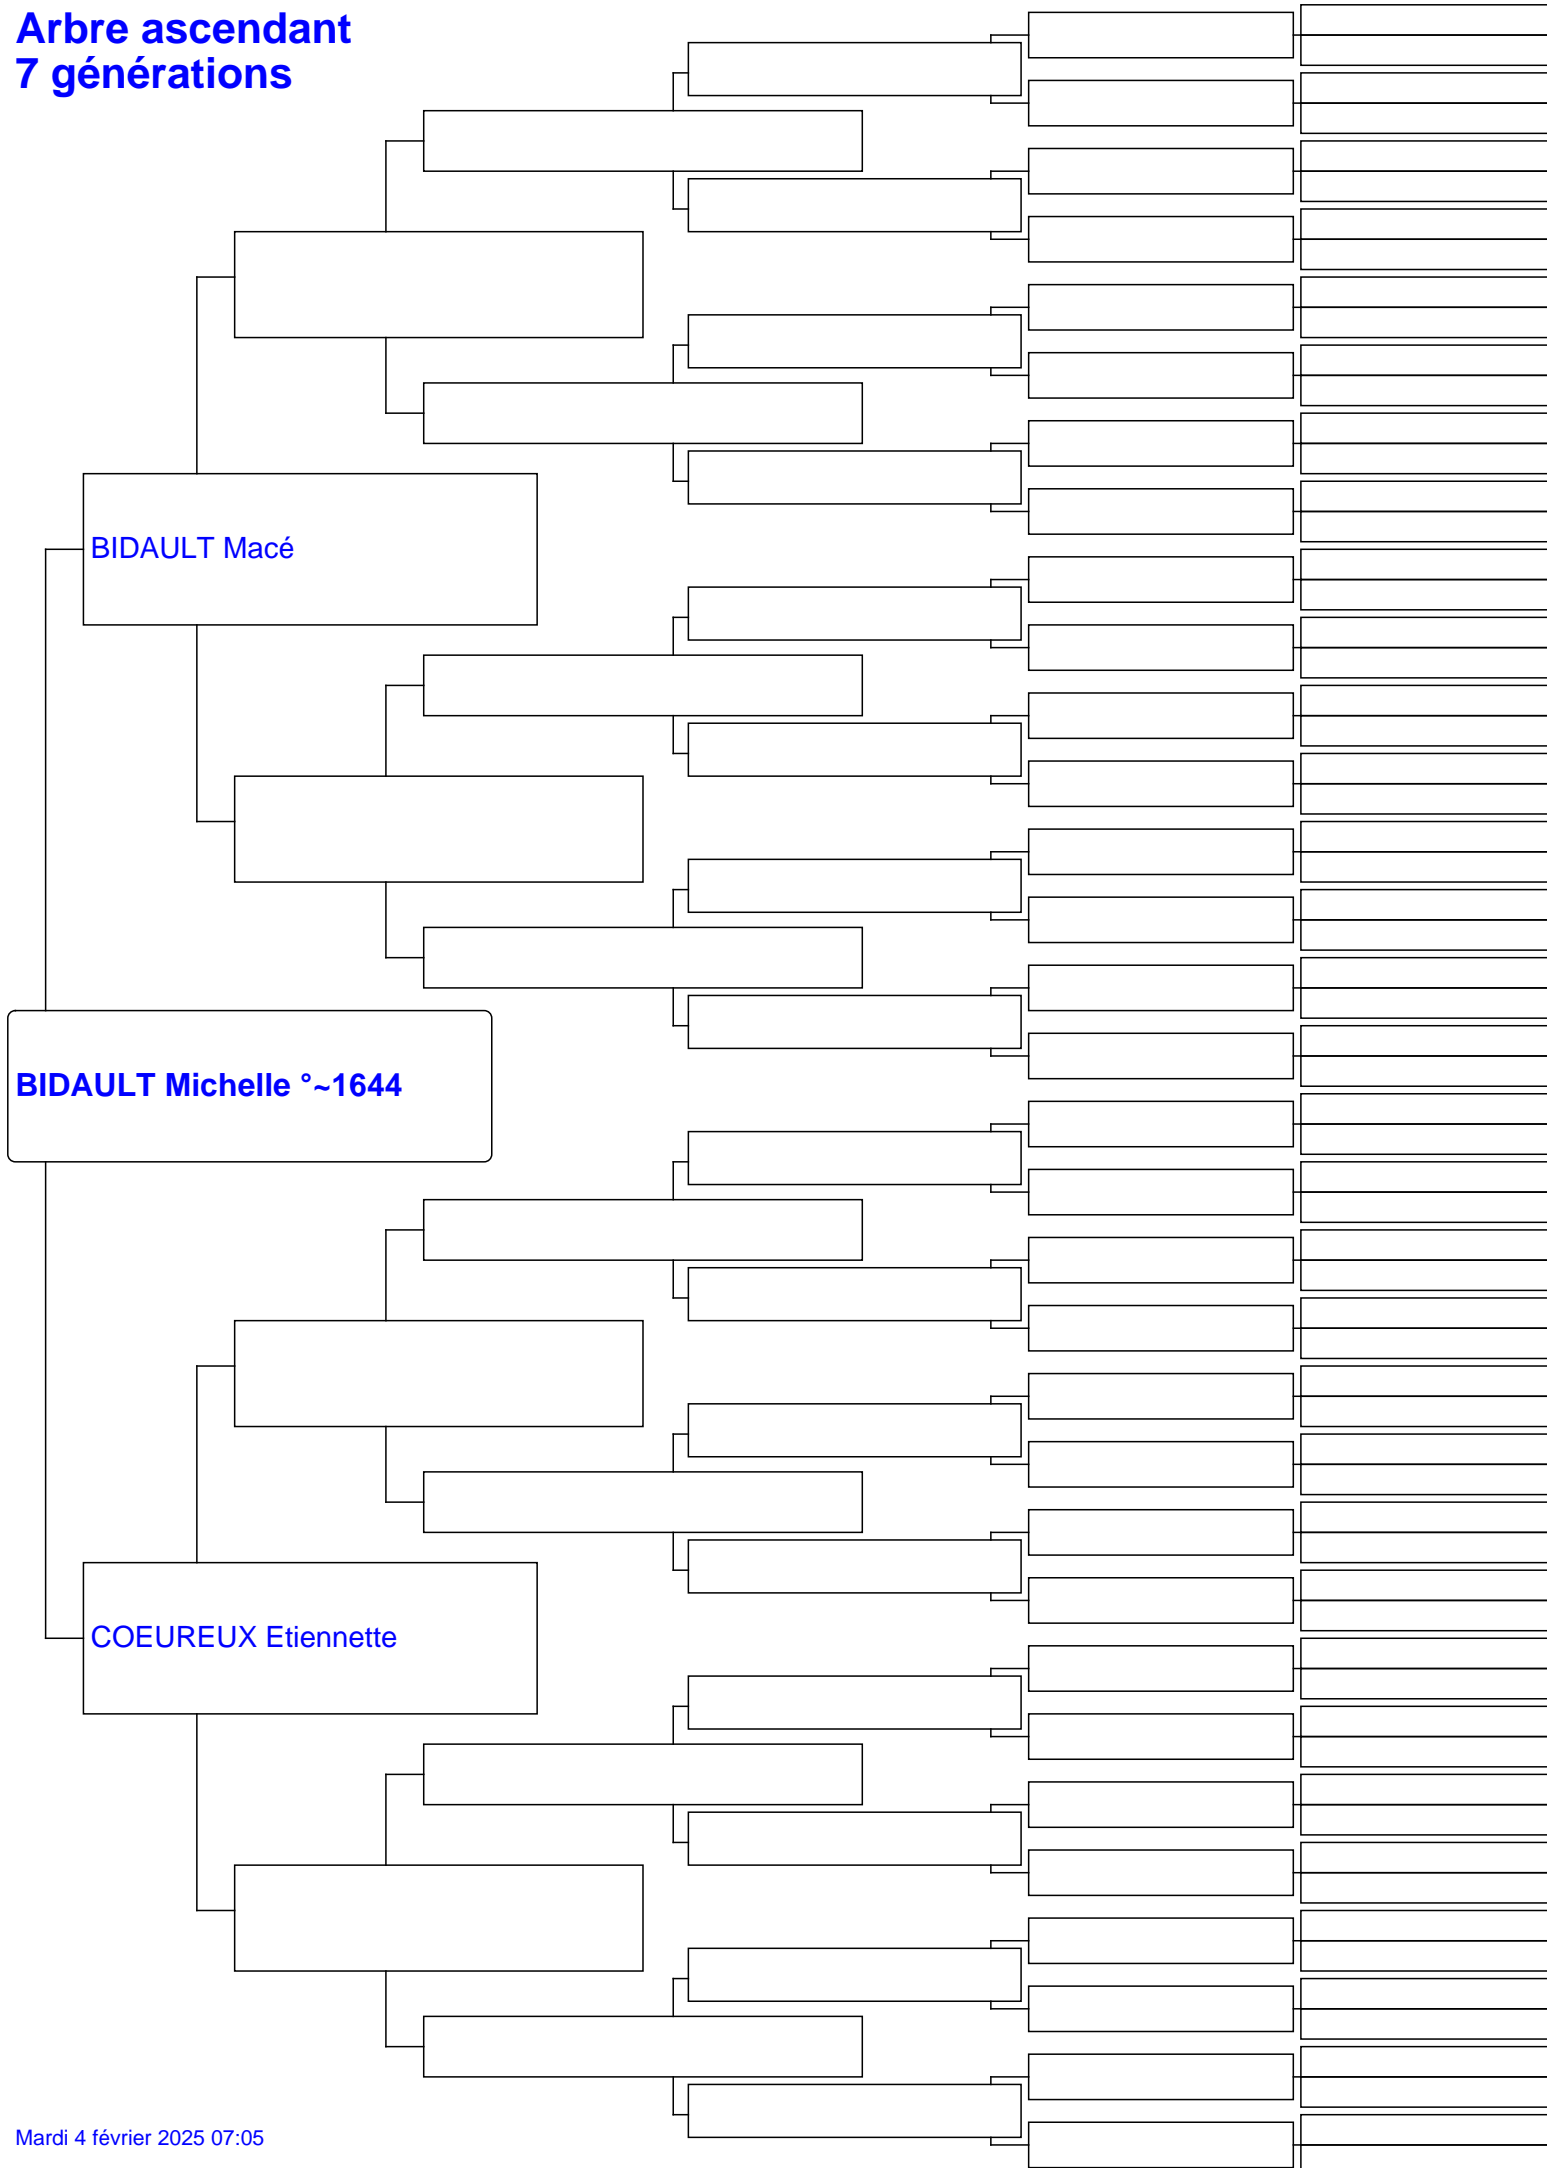 Arbre ascendant
7 générations
BIDAULT Macé
BIDAULT Michelle °~1644
COEUREUX Etiennette
Mardi 4 février 2025 07:05